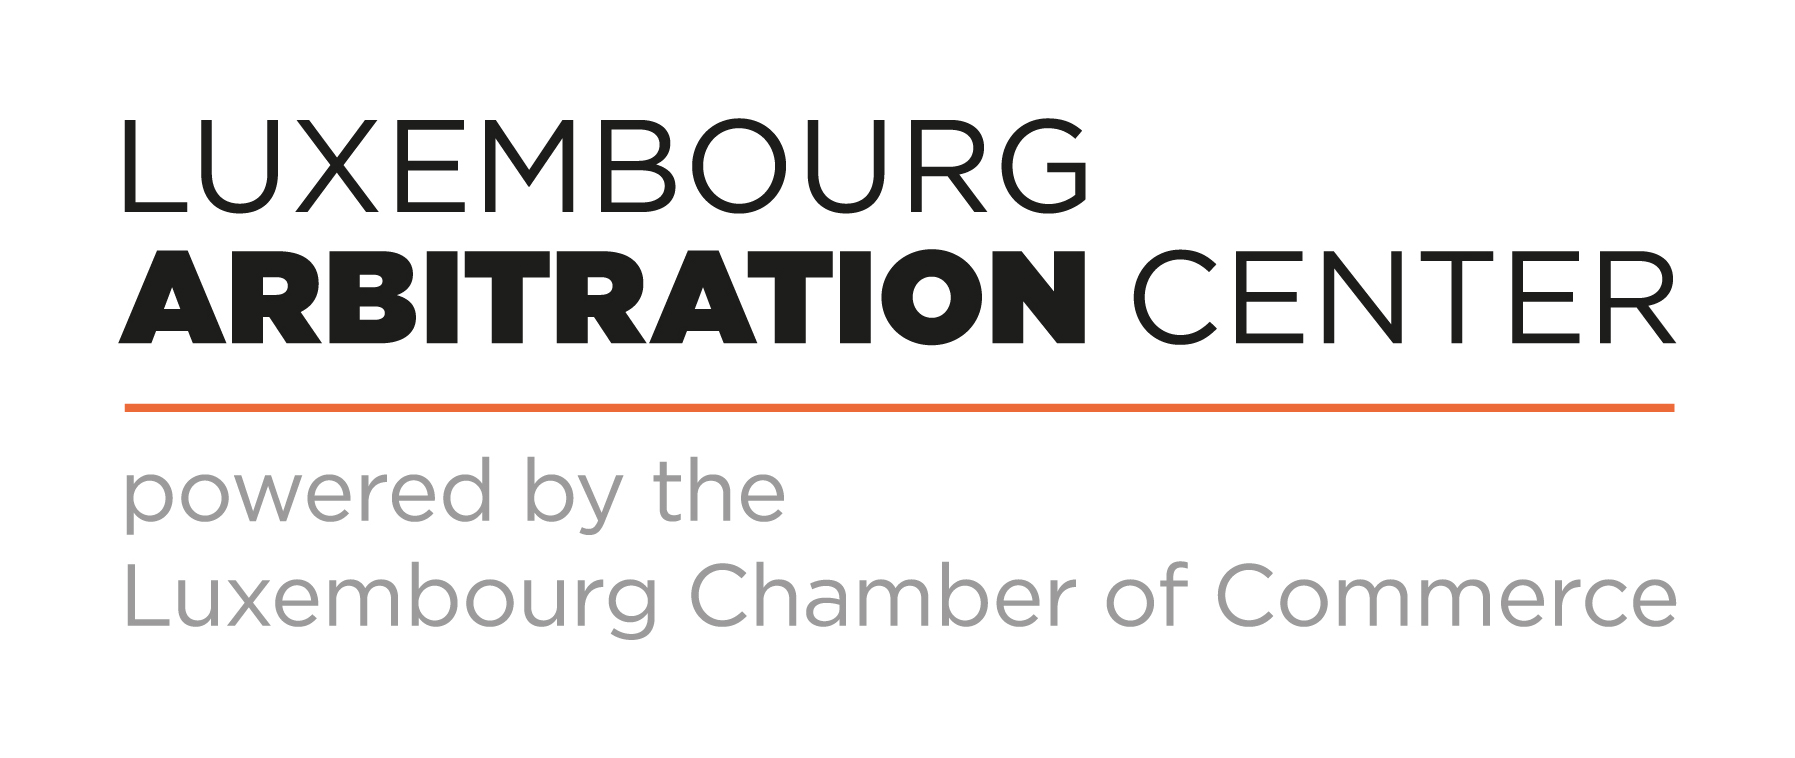 LUXEMBOURG
ARBITRATION CENTER
powered by the
Luxembourg Chamber of Commerce